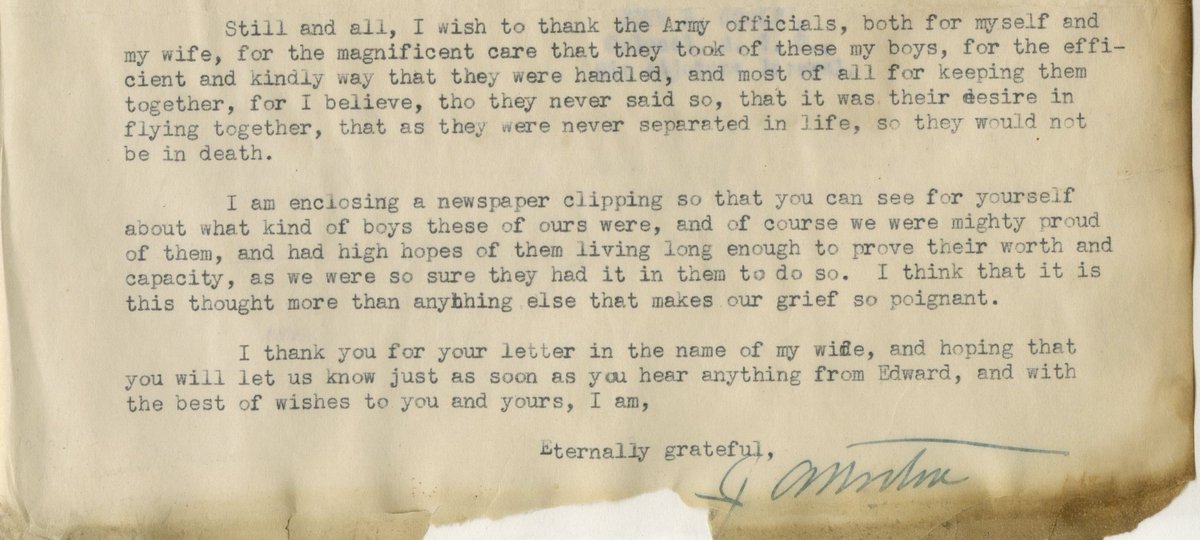 Still and all, I wish to thank the Army officials, both for myself and
my wife, for the magnificent care that they took of these my boys, for the effi-
cient and kindly way that they were handled, and most of all for keeping them
together, for I believe, tho they never said so, that it was their desire in
flying together, that as they were never separated in life, so they would not
be in death.
I am enclosing a newspaper clipping so that you can see for yourself
about what kind of boys these of ours were, and of course we were mighty proud
of them, and had high hopes of them living long enough to prove their worth and
capacity, as we were so sure they had it in them to do so. I think that it is
this thought more than anyhhing else that makes our grief so poignant.
I thank you for your letter in the name of my wife, and hoping that
you will let us know just as soon as you hear anything from Edward, and with
the best of wishes to you and yours, I am,
Eternally grateful,